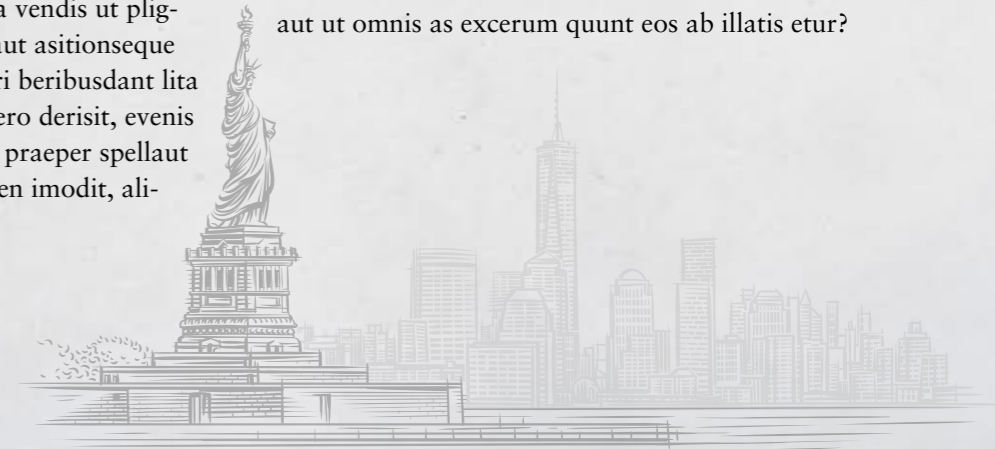 a vendis ut plig-
aut asitionseque
ri beribusdant lita
ero derisit, evenis
praeper spellaut
en imodit, ali-
aut ut omnis as excerum quunt eos ab illatis etur?